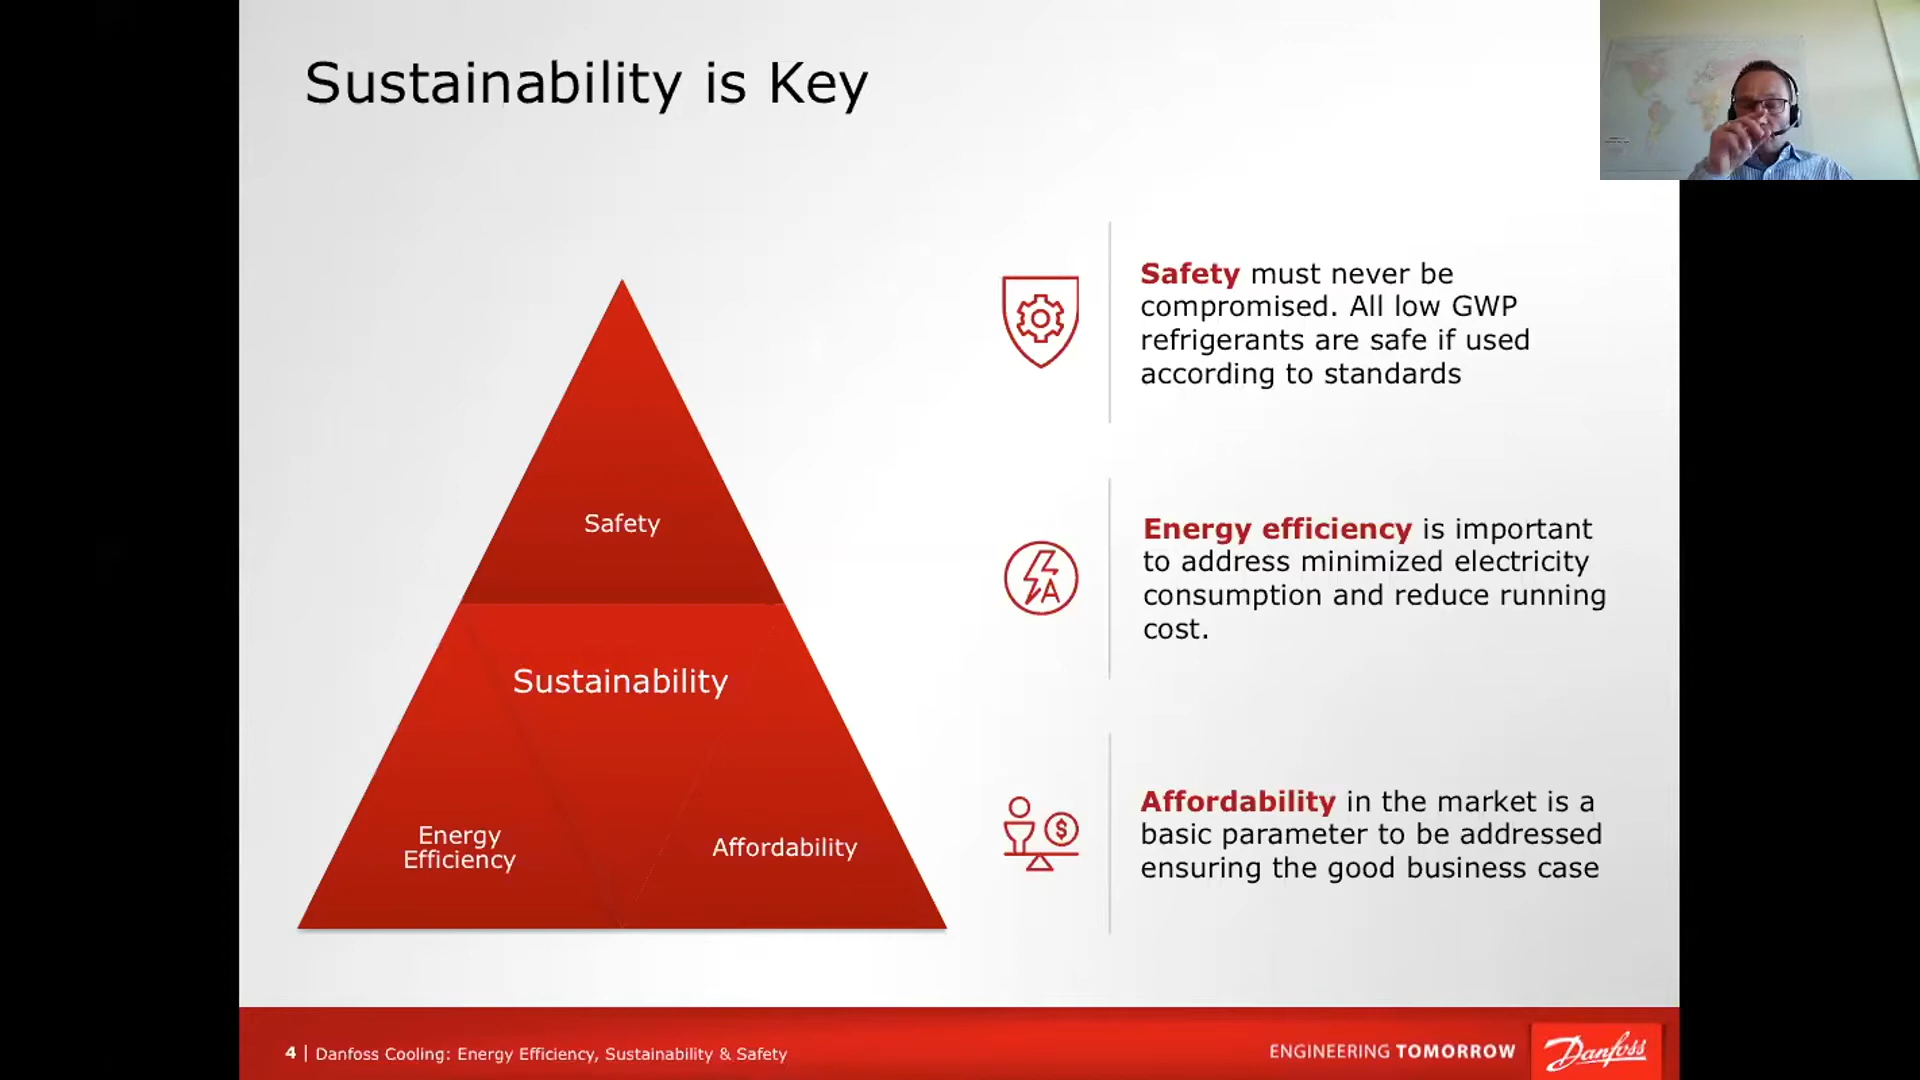 Sustainability is Key
Safety
Sustainability
Energy
Efficiency
Affordability
Safety must never be
compromised. All low GWP
refrigerants are safe if used
according to standards
A
Energy efficiency is important
to address minimized electricity
consumption and reduce running
cost.
$
Affordability in the market is a
basic parameter to be addressed
ensuring the good business case
4 | Danfoss Cooling: Energy Efficiency, Sustainability & Safety
ENGINEERING TOMORROW
Danfoss